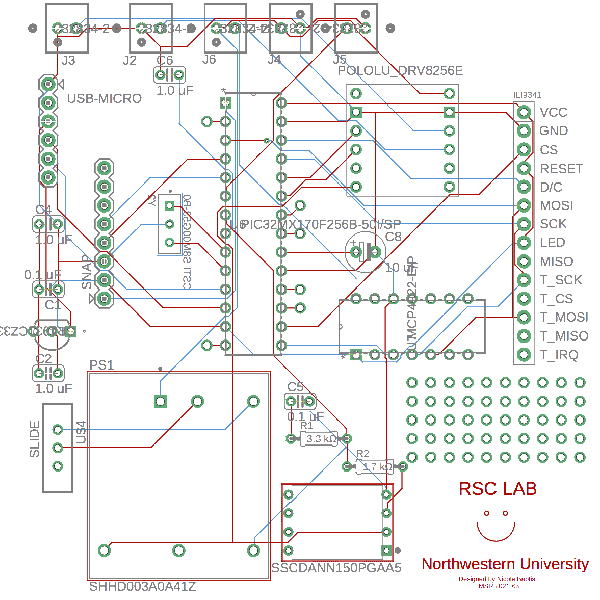 J3
J2
J6
J4
J5
C6
1.0 uF
POLOLU_DRV8256E
USB-MICRO
ILI9341
VCC
GND
CS
RESET
D/C
MOSI
SCK
LED
MISO
T_SCK
T_CS
T_MOSI
T_MISO
T_IRQ
PIC32MX170F256B-50I/SP
C4
1.0 uF
C8
10 uF
SNAP
0.1 uF
C1
C2
1.0 uF
PS1
C5
0.1 uF
R1
3.3 kΩ
R2
1.7 kΩ
SLIDE
US4
SSCDANN150PGAA5
SHHD003A0A41Z
RSC LAB
Northwestern University
Designed by Nicole Baptis